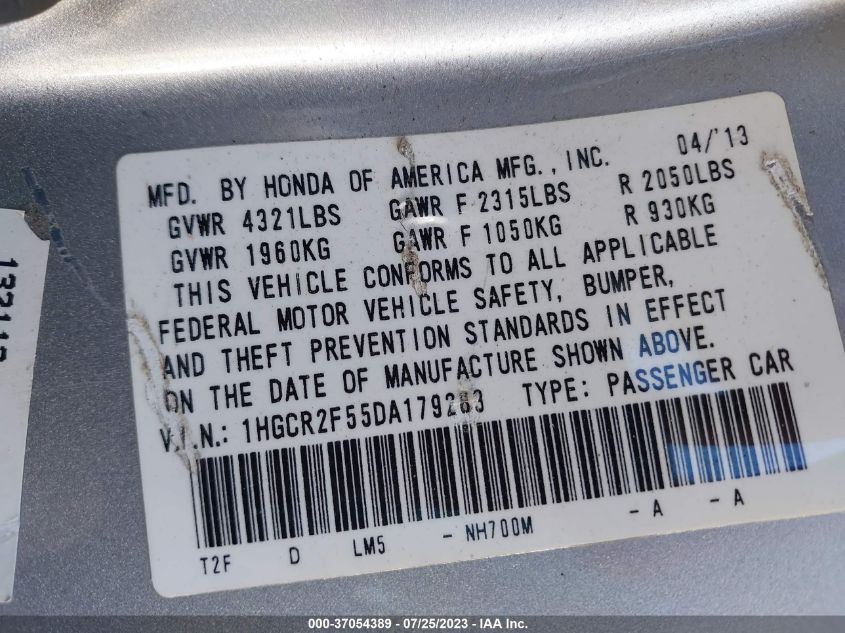 04/'13
MFD. BY HONDA OF AMERICA MFG., INC.
GVWR 4321LBS GAWR F 2315LBS R 2050LBS
GVWR 1960KG GAWR F 1050KG R 930KG
THIS VEHICLE CONFORMS TO ALL APPLICABLE
FEDERAL MOTOR VEHICLE SAFETY, BUMPER,
AND THEFT PREVENTION STANDARDS IN EFFECT
ON THE DATE OF MANUFACTURE SHOWN ABOVE.
V.I.N.: 1HGCR2F55DA179283 TYPE: PASSENGER CAR
T2F D LM5 - NH700M - A - A
000-37054389 - 07/25/2023 - IAA Inc.